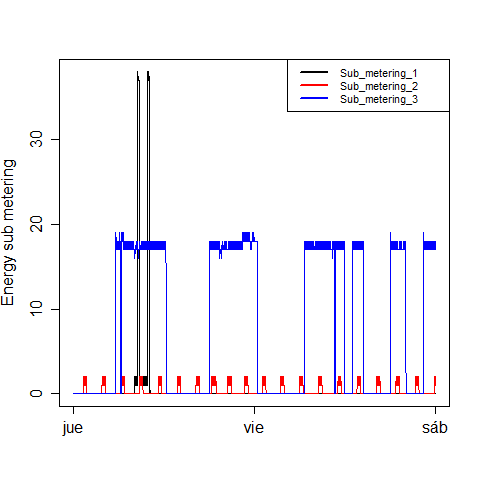 Sub_metering_1
Sub_metering_2
Sub_metering_3
Energy sub metering
30
20
10
0
jue vie sáb